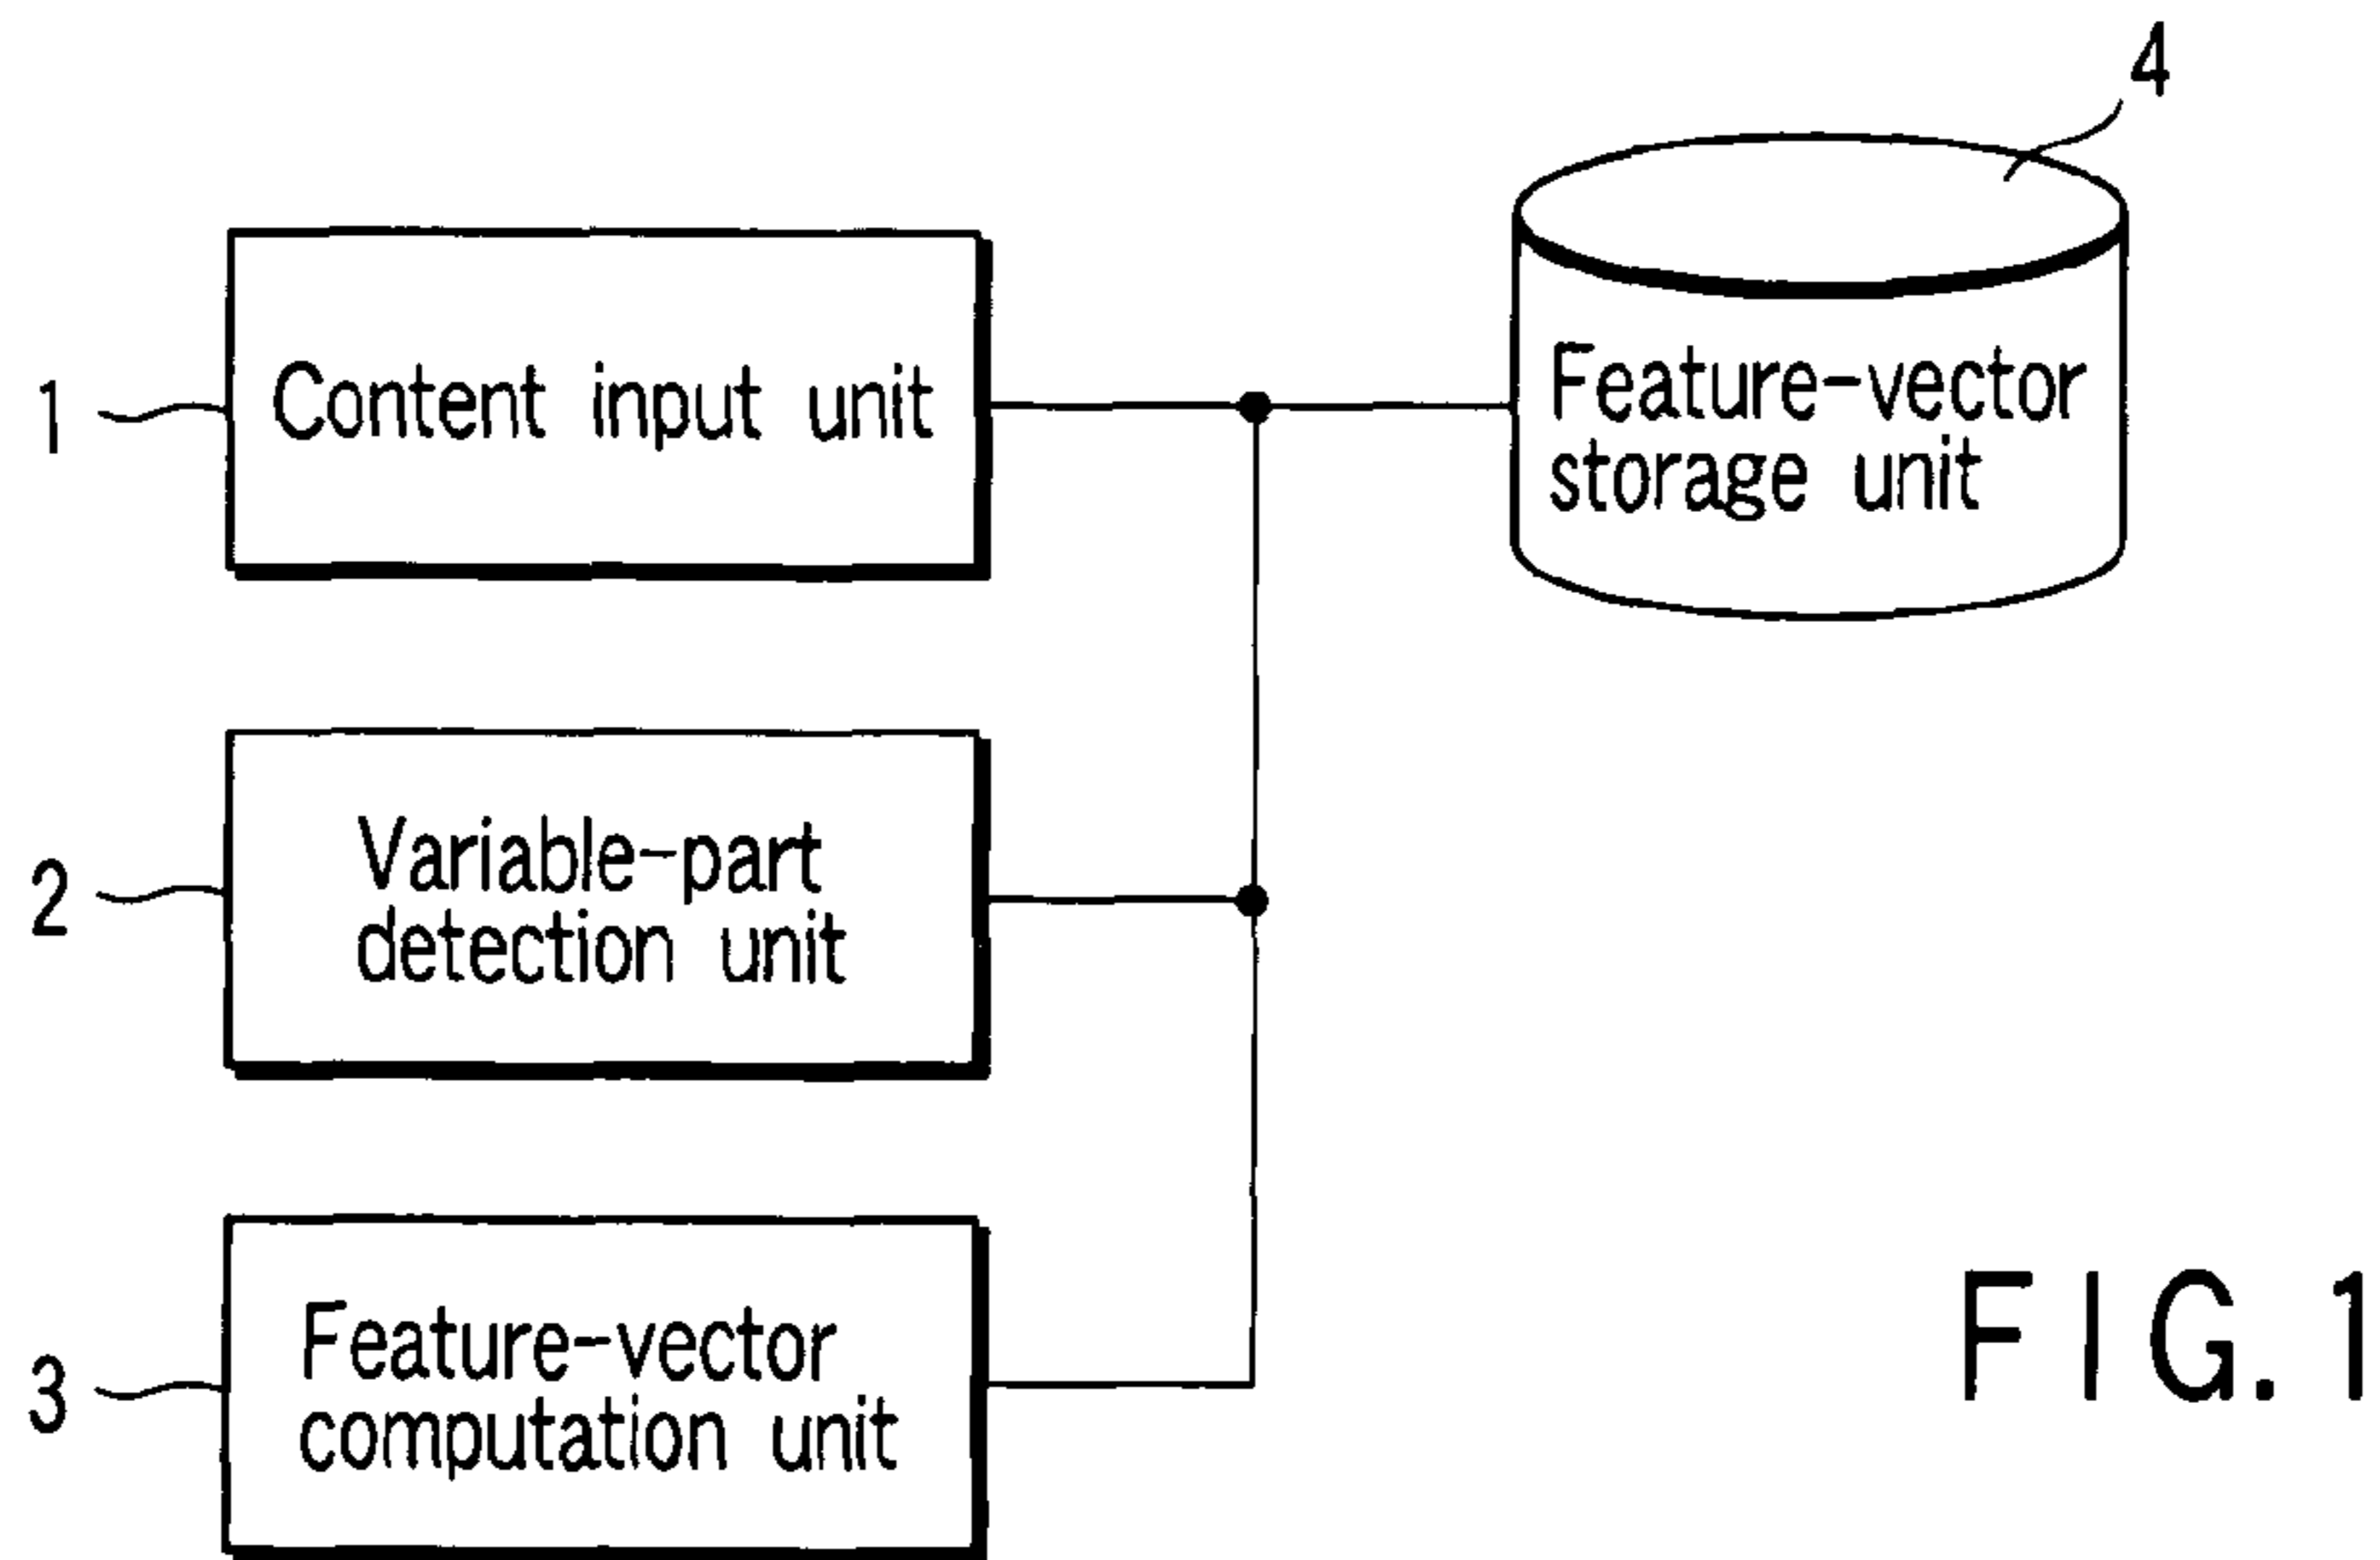 4
1
Content input unit
Feature-vector
storage unit
2
Variable-part
detection unit
3
Feature-vector
computation unit
FIG. 1